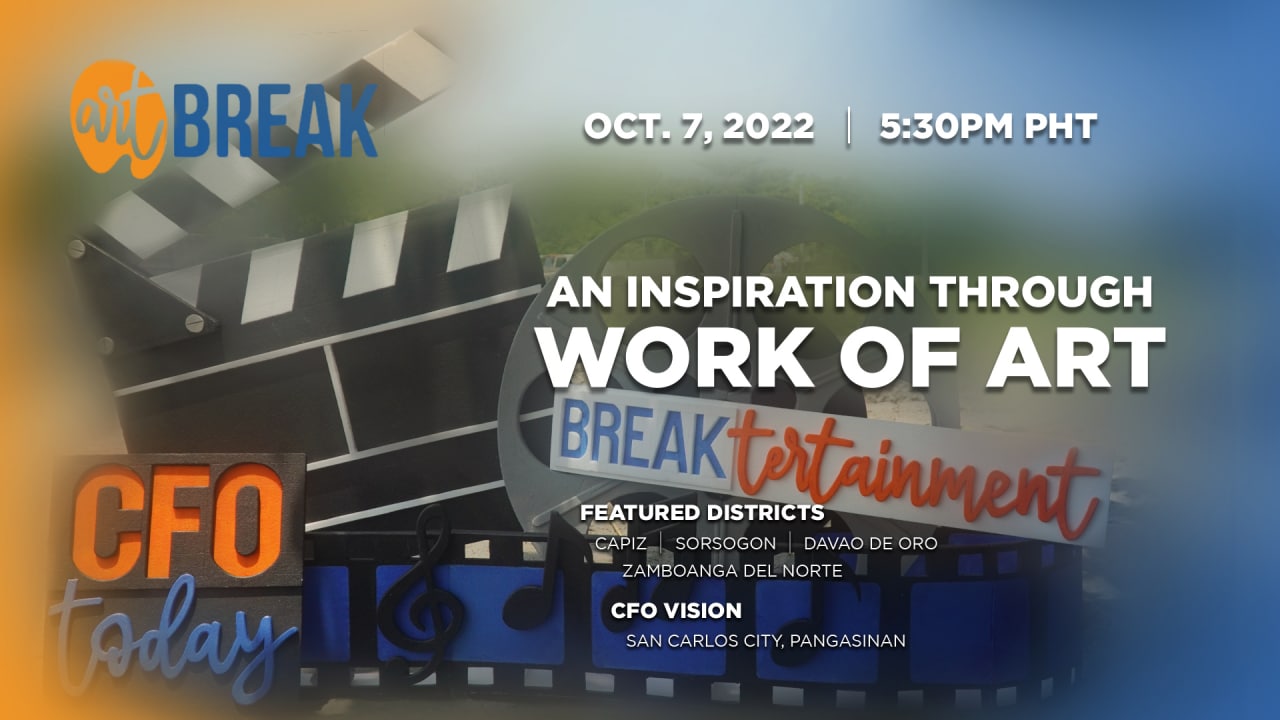 art BREAK
OCT. 7, 2022 | 5:30PM PHT
AN INSPIRATION THROUGH
WORK OF ART
BREAKtertainment
CFO
today
FEATURED DISTRICTS
CAPIZ | SORSOGON | DAVAO DE ORO
ZAMBOANGA DEL NORTE
CFO VISION
SAN CARLOS CITY, PANGASINAN